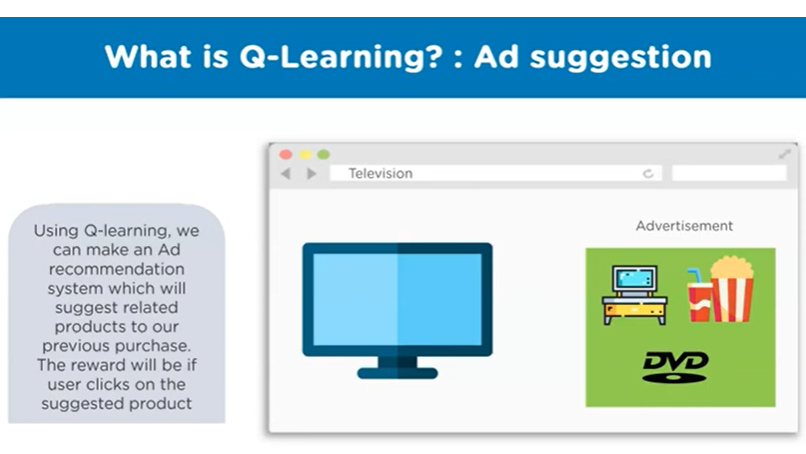 What is Q-Learning? : Ad suggestion
Television
Advertisement
DVD
Using Q-learning, we
can make an Ad
recommendation
system which will
suggest related
products to our
previous purchase.
The reward will be if
user clicks on the
suggested product